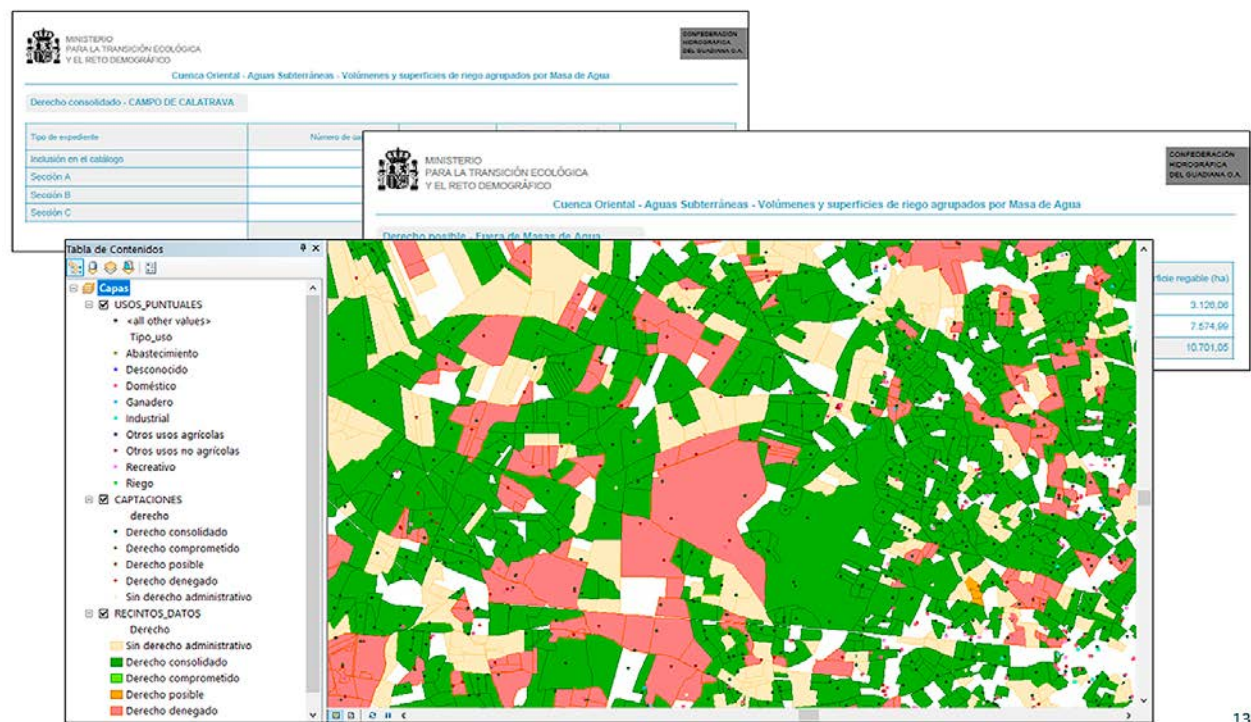 MINISTERIO
PARA LA TRANSICIÓN ECOLÓGICA
Y EL RETO DEMOGRÁFICO
CONFEDERACIÓN
HIDROGRÁFICA
DEL GUADIANA O.A.
Cuenca Oriental - Aguas Subterráneas - Volúmenes y superficies de riego agrupados por Masa de Agua
Derecho consolidado - CAMPO DE CALATRAVA
Tipo de expediente
Inclusión en el catálogo
Sección A
Sección B
Sección C
MINISTERIO
PARA LA TRANSICIÓN ECOLÓGICA
Y EL RETO DEMOGRÁFICO
CONFEDERACIÓN
HIDROGRÁFICA
DEL GUADIANA O.A.
Cuenca Oriental - Aguas Subterráneas - Volúmenes y superficies de riego agrupados por Masa de Agua
Derecho posible - Fuera de Masas de Agua
regable (ha)
3.126,06
7.574,99
10.701,05
Tabla de Contenidos
Capas
USOS_PUNTUALES
<all other values>
Tipo_uso
Abastecimiento
Desconocido
Doméstico
Ganadero
Industrial
Otros usos agrícolas
Otros usos no agrícolas
Recreativo
Riego
CAPTACIONES
derecho
Derecho consolidado
Derecho comprometido
Derecho posible
Derecho denegado
Sin derecho administrativo
RECINTOS_DATOS
Derecho
Sin derecho administrativo
Derecho consolidado
Derecho comprometido
Derecho posible
Derecho denegado
13